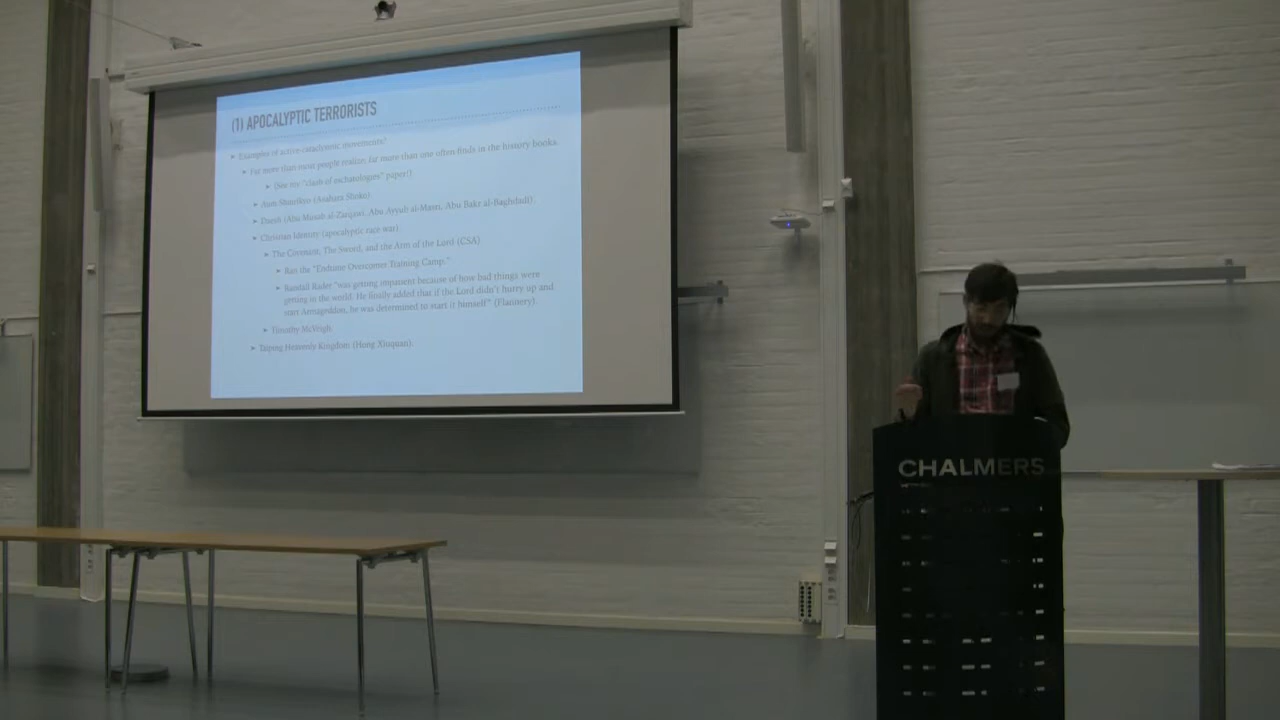 (1) APOCALYPTIC TERRORISTS
➤ Examples of active-cataclysmic movements?
➤ Far more than most people realize, far more than one often finds in the history books.
➤ (See my "clash of eschatologies" paper!)
➤ Aum Shinrikyo (Asahara Shoko)
➤ Daesh (Abu Musab al-Zarqawi, Abu Ayyub al-Masri, Abu Bakr al-Baghdadi).
➤ Christian Identity (apocalyptic race war)
➤ The Covenant, The Sword, and the Arm of the Lord (CSA)
➤ Ran the "Endtime Overcomer Training Camp."
➤ Randall Rader "was getting impatient because of how bad things were
getting in the world. He finally added that if the Lord didn't hurry up and
start Armageddon, he was determined to start it himself" (Flannery).
➤ Timothy McVeigh
➤ Taiping Heavenly Kingdom (Hong Xiuquan).
CHALMERS